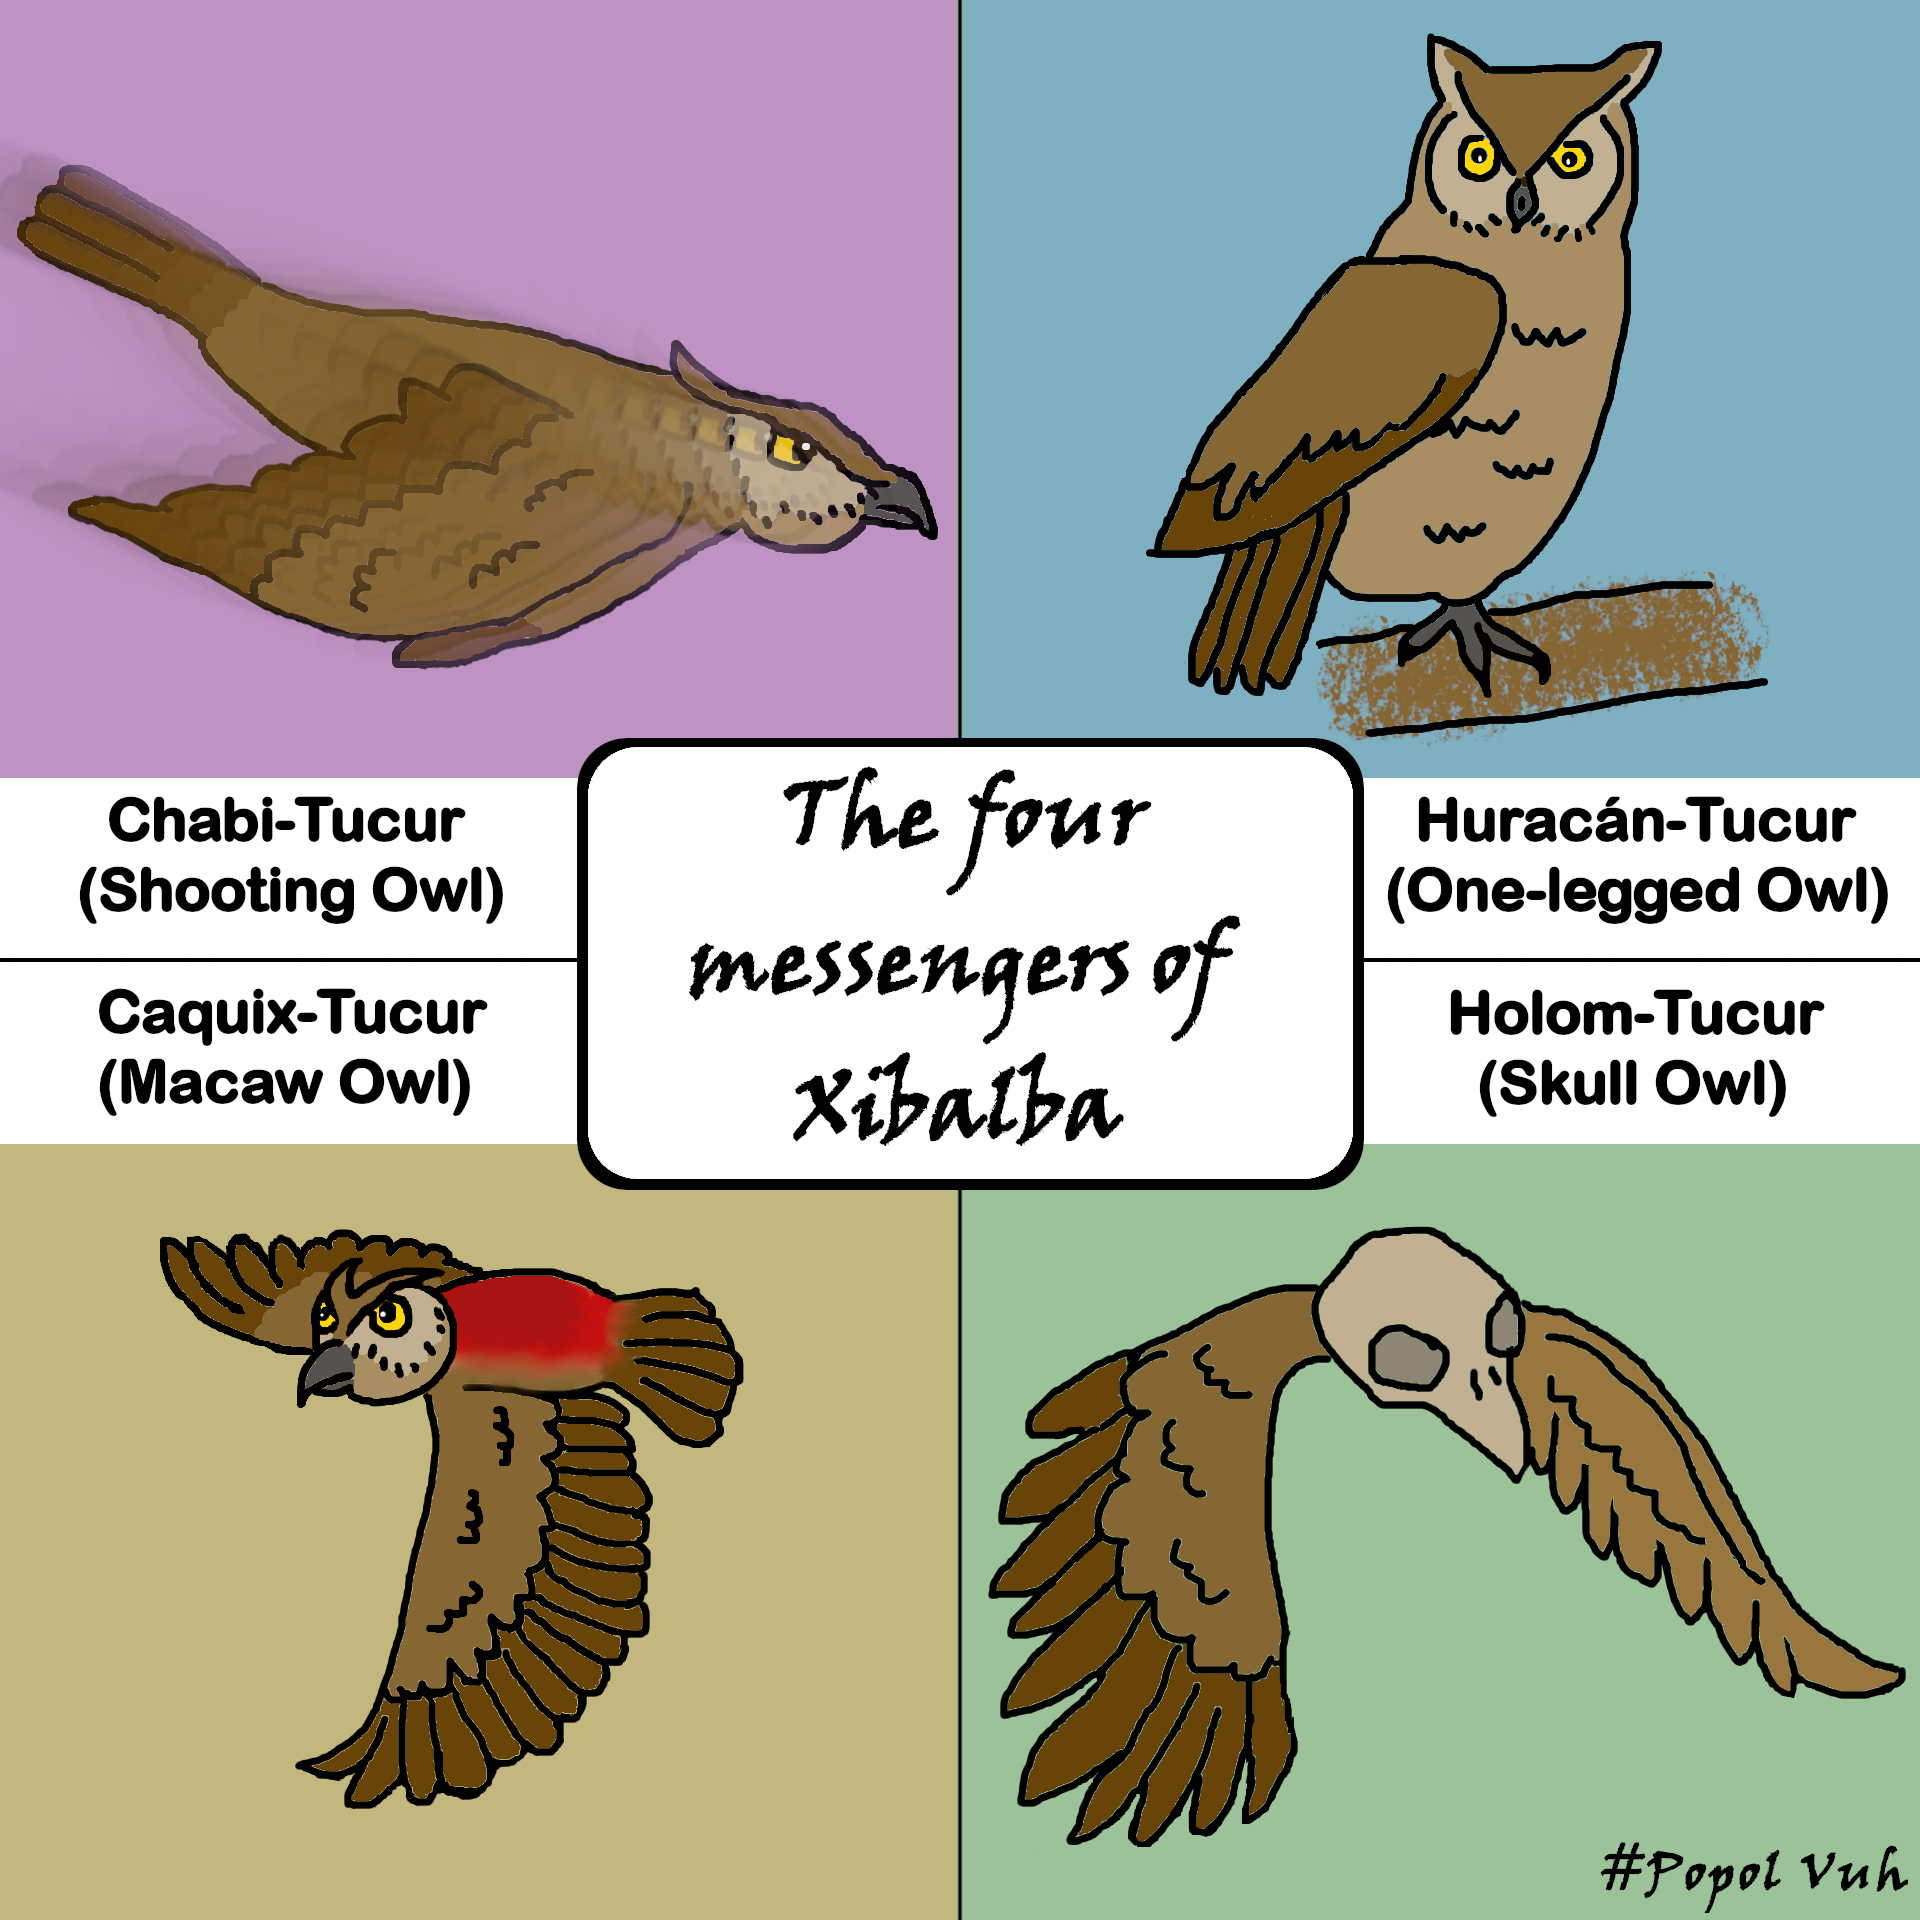 Chabi-Tucur
(Shooting Owl)
Huracán-Tucur
(One-legged Owl)
The four
messengers of
Xibalba
Caquix-Tucur
(Macaw Owl)
Holom-Tucur
(Skull Owl)
#Popol Vuh